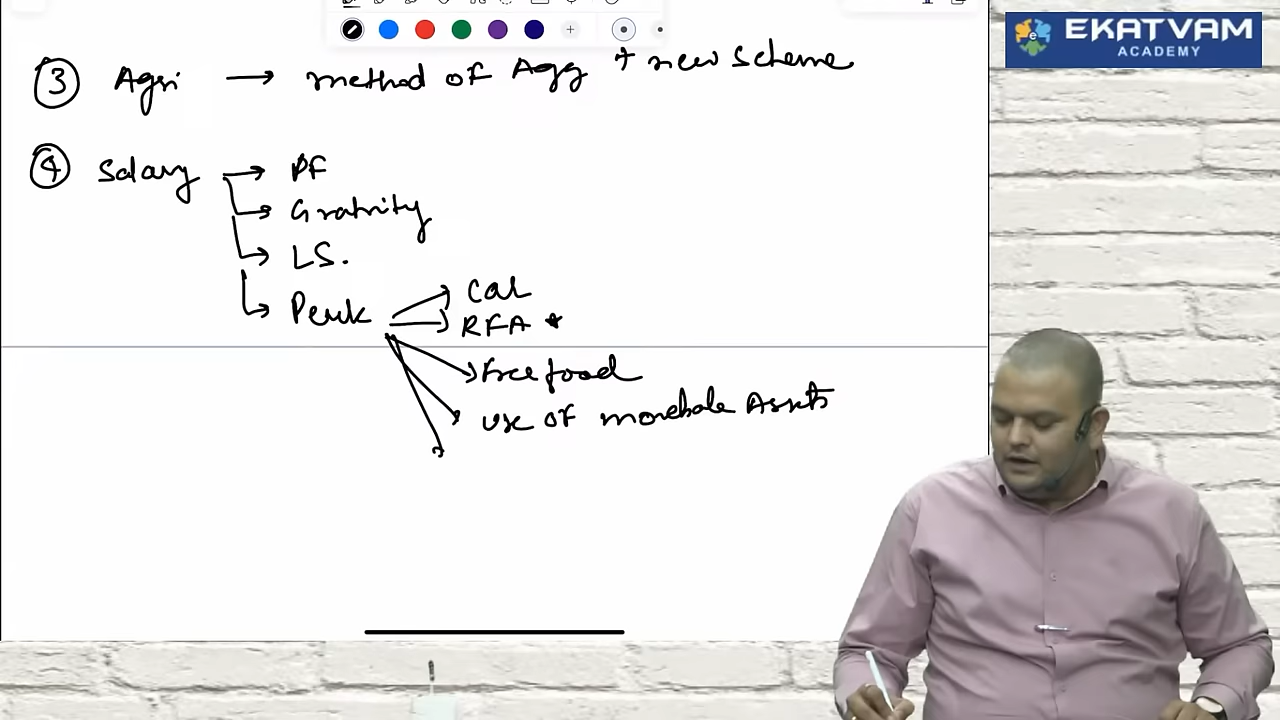 EKATVAM
ACADEMY
③ Agri → method of Agg + new scheme
④ Salary → PF
→ Gratuity
→ LS.
→ Perk → Car
→ RFA *
→ Free food
→ use of movable Assets